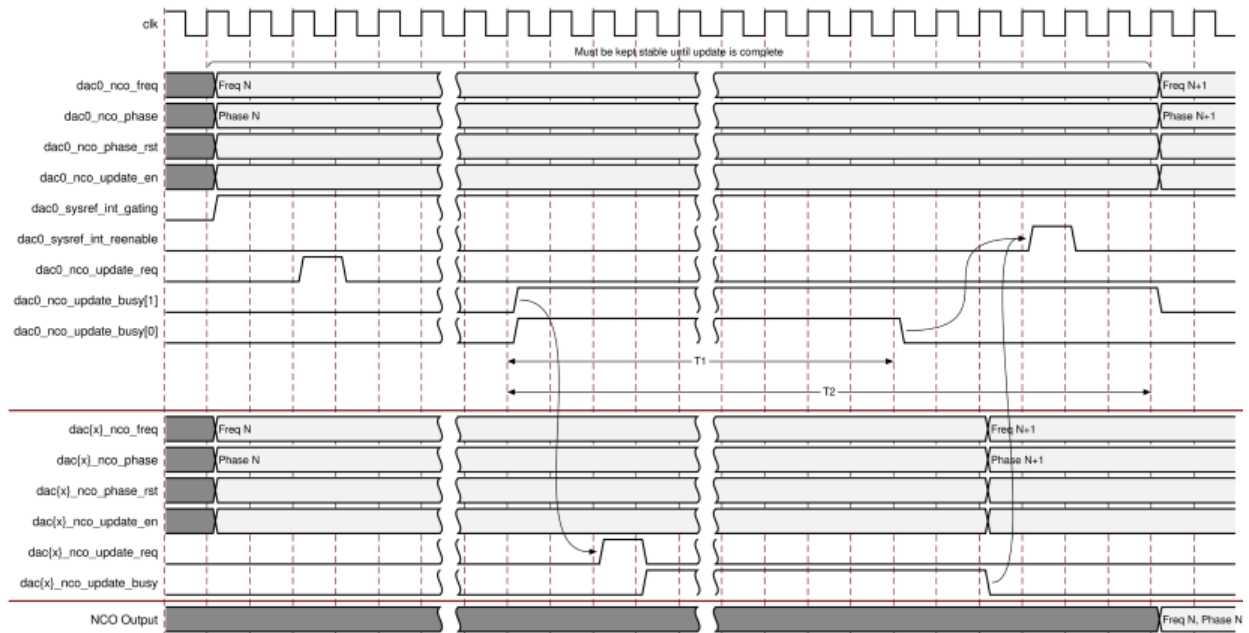 clk
Must be kept stable until update is complete
dac0_nco_freq Freq N Freq N+1
dac0_nco_phase Phase N Phase N+1
dac0_nco_phase_rst
dac0_nco_update_en
dac0_sysref_int_gating
dac0_sysref_int_reenable
dac0_nco_update_req
dac0_nco_update_busy[1]
dac0_nco_update_busy[0]
T1
T2
dac{x}_nco_freq Freq N Freq N+1
dac{x}_nco_phase Phase N Phase N+1
dac{x}_nco_phase_rst
dac{x}_nco_update_en
dac{x}_nco_update_req
dac{x}_nco_update_busy
NCO Output Freq N, Phase N